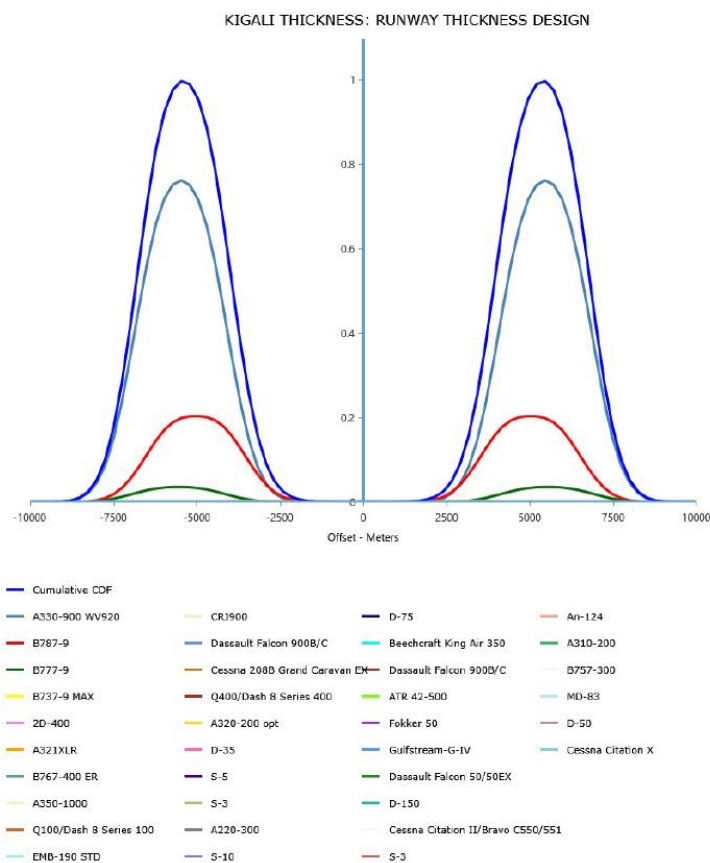 KIGALI THICKNESS: RUNWAY THICKNESS DESIGN
1
0.8
0.6
0.4
0.2
0
-10000 -7500 -5000 -2500 0 2500 5000 7500 10000
Offset - Meters
Cumulative CDF
A330-900 WV920 CRJ900 D-75 An-124
B787-9 Dassault Falcon 900B/C Beechcraft King Air 350 A310-200
B777-9 Cessna 208B Grand Caravan EX Dassault Falcon 900B/C B757-300
B737-9 MAX Q400/Dash 8 Series 400 ATR 42-500 MD-83
2D-400 A320-200 opt Fokker 50 D-50
A321XLR D-35 Gulfstream-G-IV Cessna Citation X
B767-400 ER S-5 Dassault Falcon 50/50EX
A350-1000 S-3 D-150
Q100/Dash 8 Series 100 A220-300 Cessna Citation II/Bravo C550/551
EMB-190 STD S-10 S-3